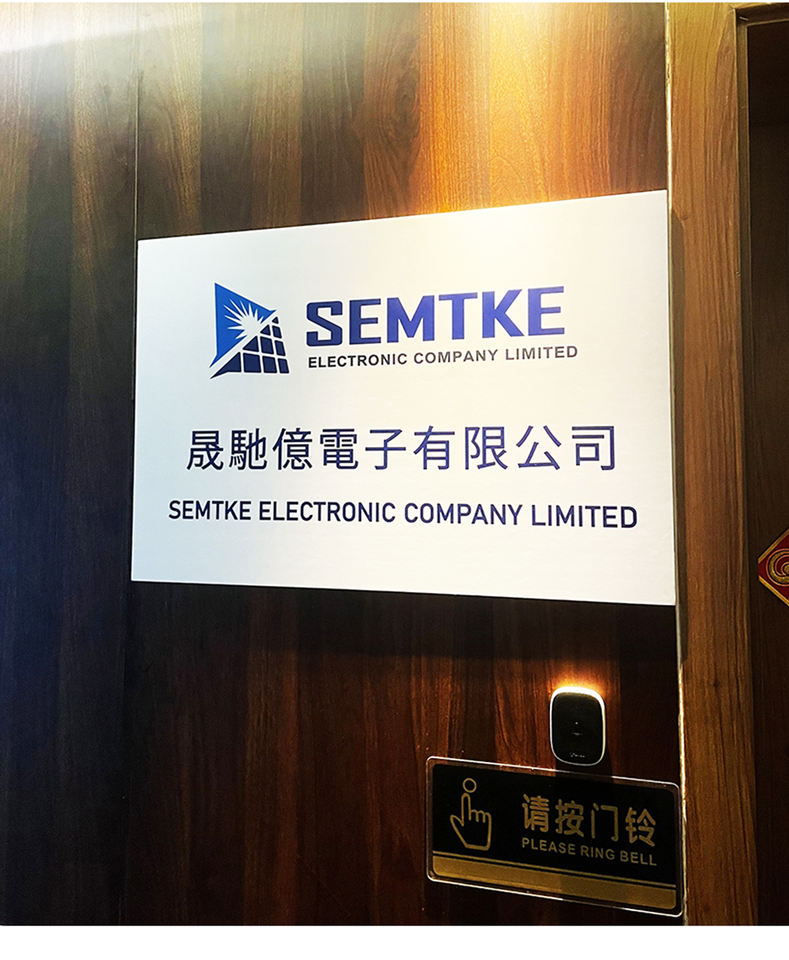 SEMTKE
ELECTRONIC COMPANY LIMITED
晟馳億電子有限公司
SEMTKE ELECTRONIC COMPANY LIMITED
请按门铃
PLEASE RING BELL